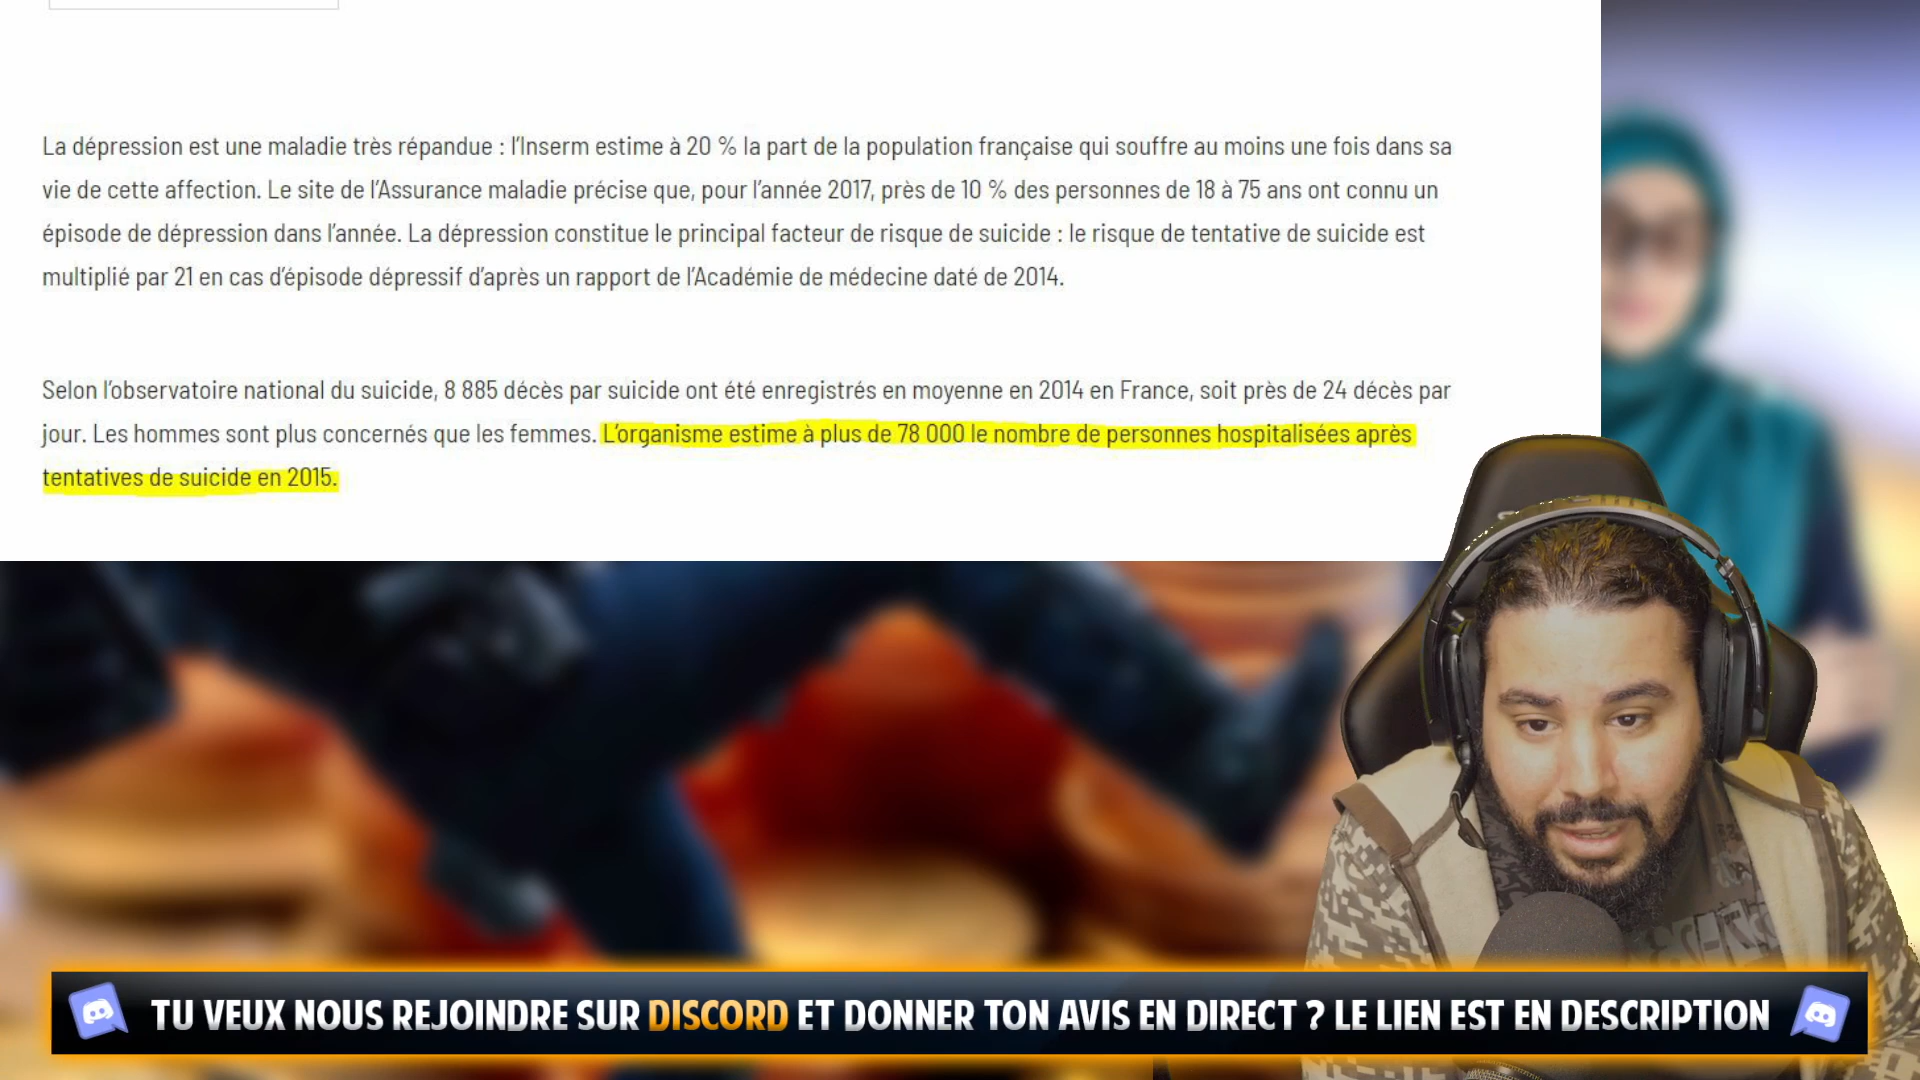 La dépression est une maladie très répandue : l'Inserm estime à 20 % la part de la population française qui souffre au moins une fois dans sa
vie de cette affection. Le site de l'Assurance maladie précise que, pour l'année 2017, près de 10 % des personnes de 18 à 75 ans ont connu un
épisode de dépression dans l'année. La dépression constitue le principal facteur de risque de suicide : le risque de tentative de suicide est
multiplié par 21 en cas d'épisode dépressif d'après un rapport de l'Académie de médecine daté de 2014.
Selon l'observatoire national du suicide, 8 885 décès par suicide ont été enregistrés en moyenne en 2014 en France, soit près de 24 décès par
jour. Les hommes sont plus concernés que les femmes. L'organisme estime à plus de 78 000 le nombre de personnes hospitalisées après
tentatives de suicide en 2015.
TU VEUX NOUS REJOINDRE SUR DISCORD ET DONNER TON AVIS EN DIRECT ? LE LIEN EST EN DESCRIPTION